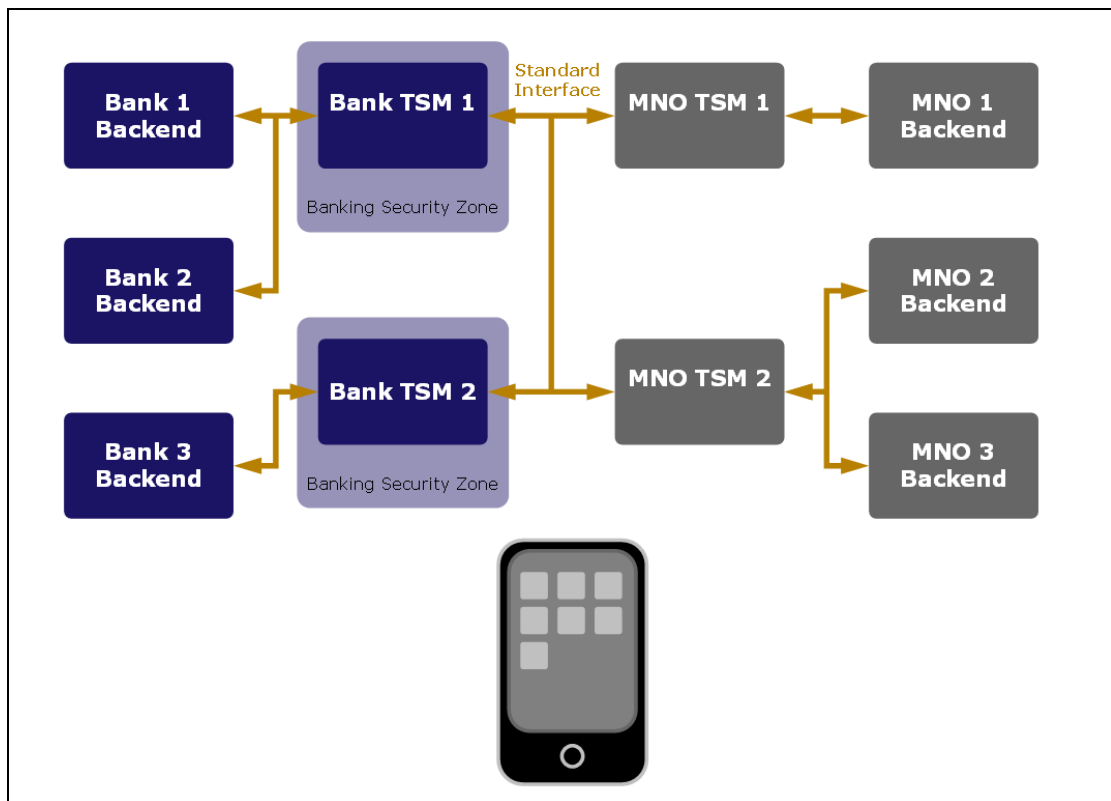 Bank 1
Backend
Bank TSM 1
Banking Security Zone
Standard
Interface
MNO TSM 1
MNO 1
Backend
Bank 2
Backend
MNO 2
Backend
Bank TSM 2
Banking Security Zone
MNO TSM 2
Bank 3
Backend
MNO 3
Backend